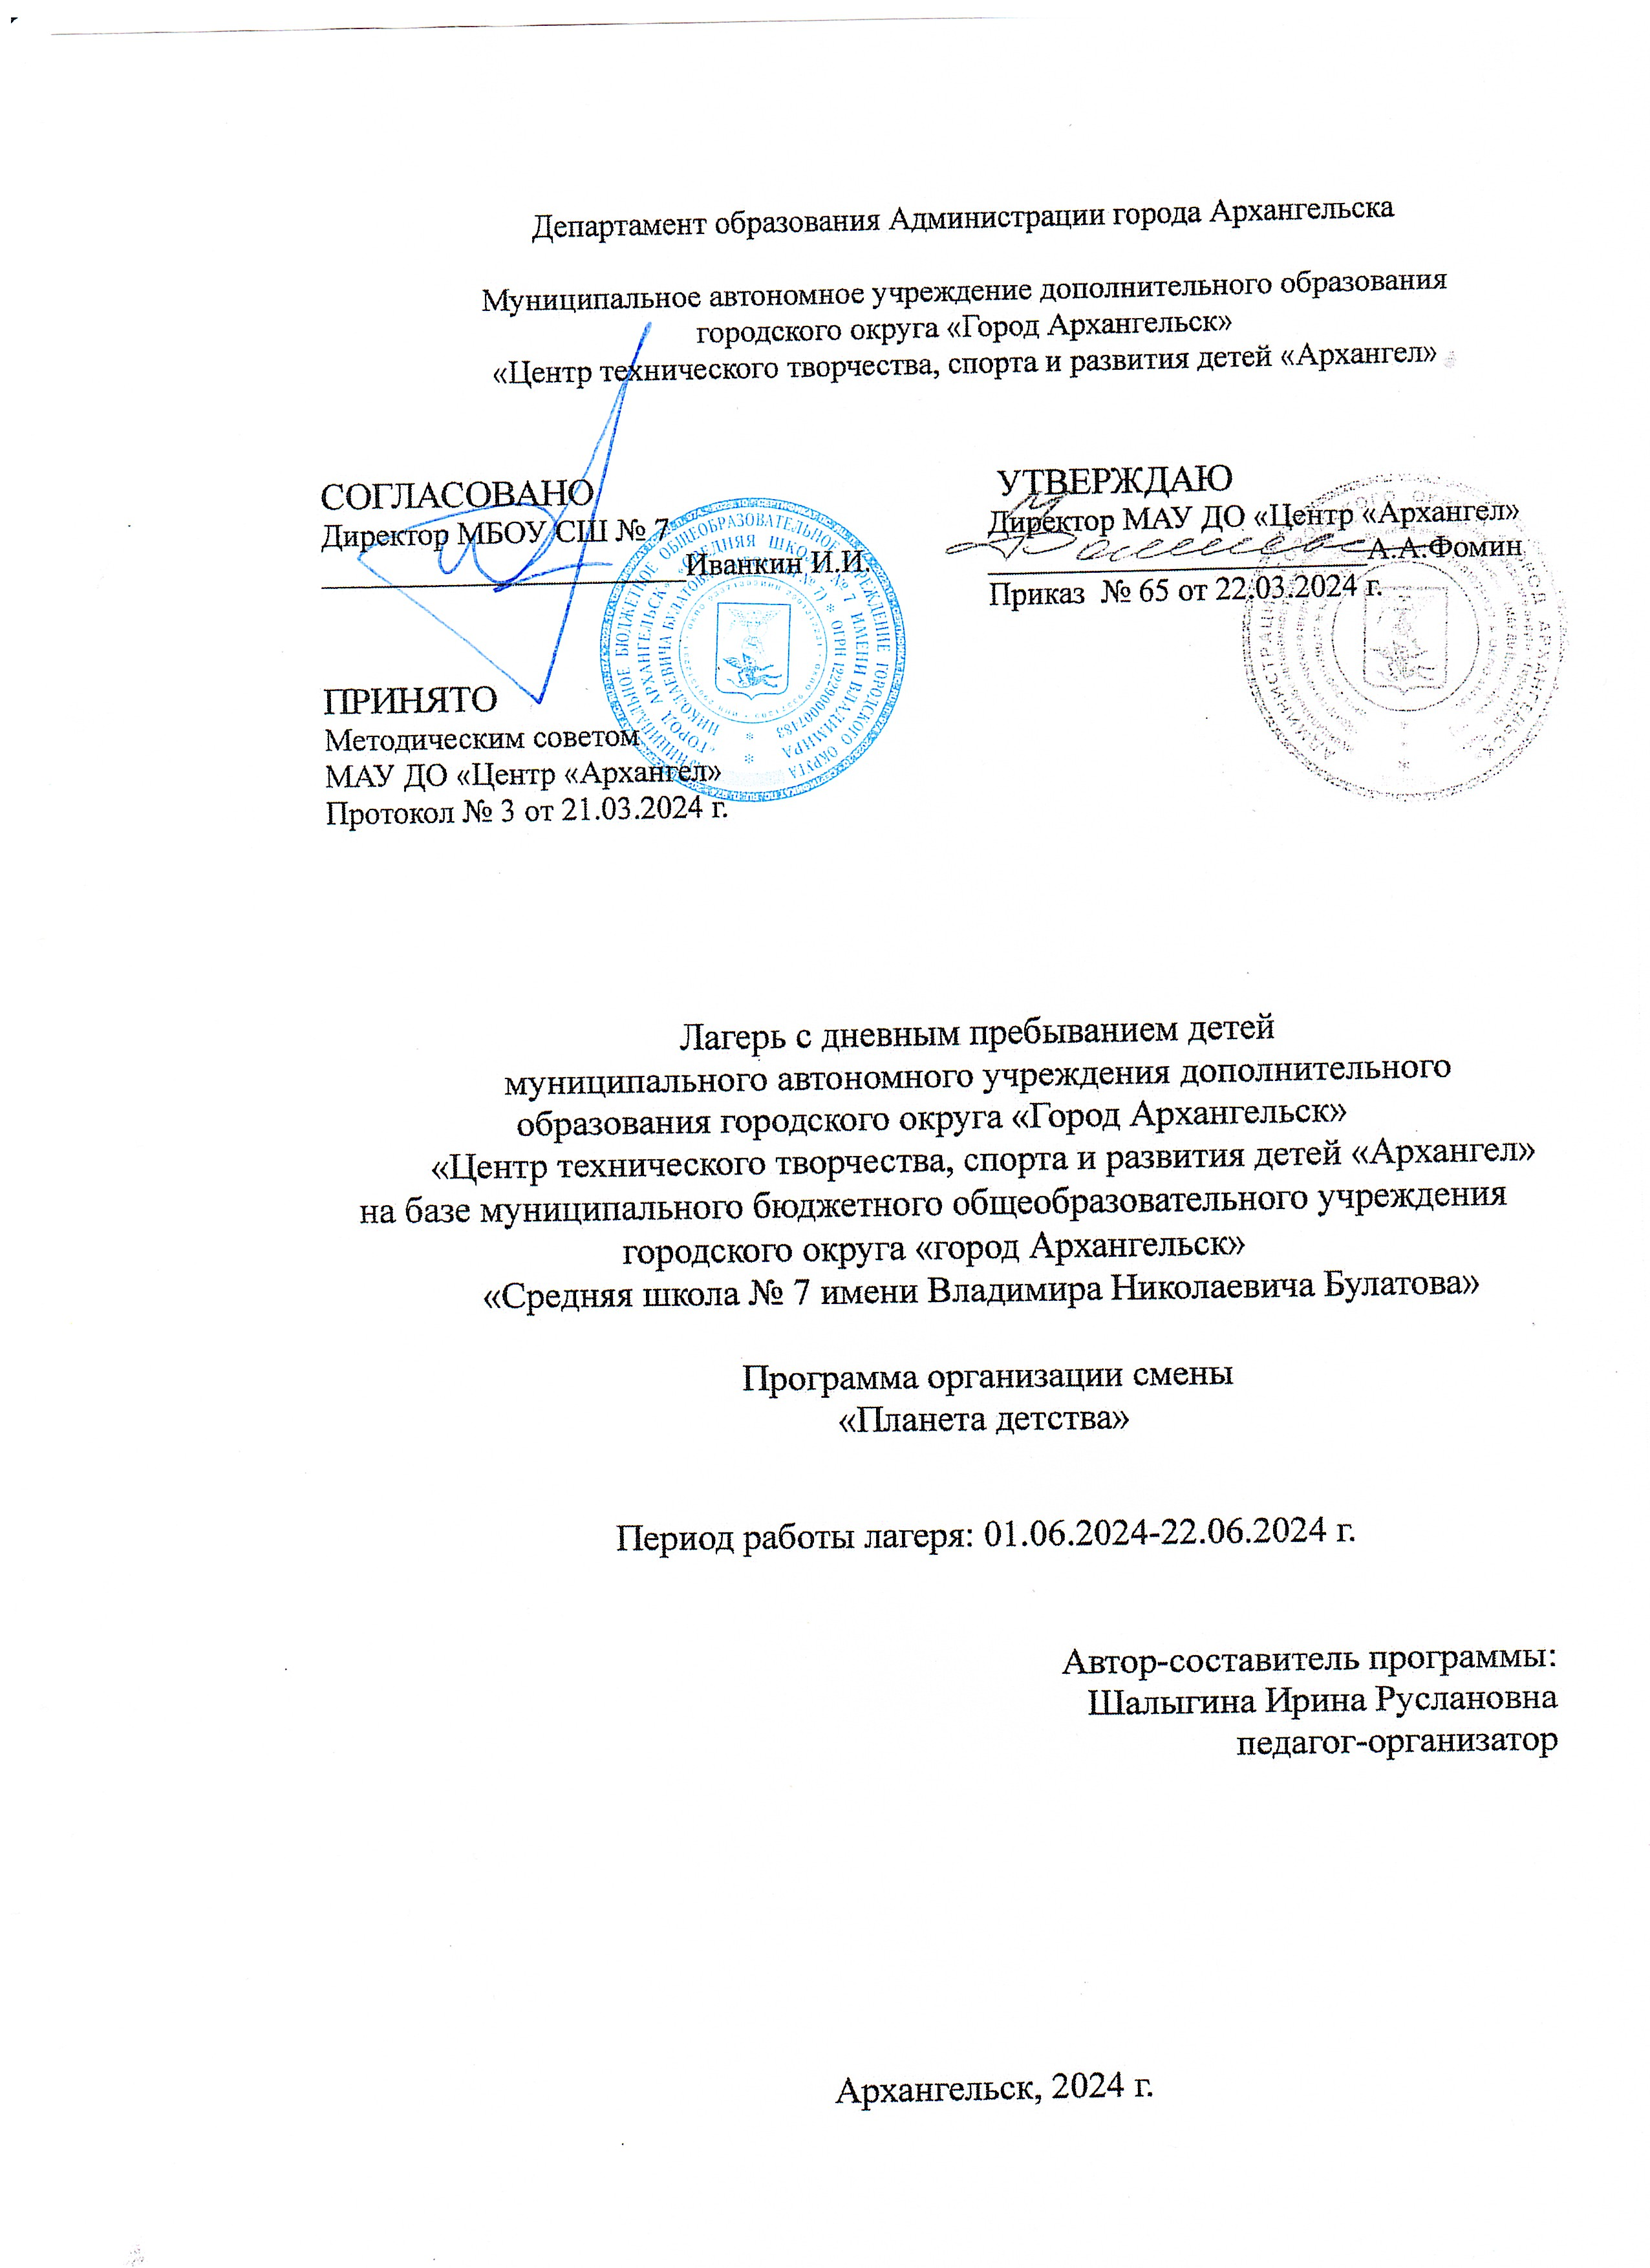 Департамент образования Администрации города Архангельска
Муниципальное автономное учреждение дополнительного образования
городского округа «Город Архангельск»
«Центр технического творчества, спорта и развития детей «Архангел»
СОГЛАСОВАНО
Директор МБОУ СШ № 7
Иванкин И.И.
УТВЕРЖДАЮ
Директор МАУ ДО «Центр «Архангел»
А.А.Фомин
Приказ № 65 от 22.03.2024 г.
ПРИНЯТО
Методическим советом
МАУ ДО «Центр «Архангел»
Протокол № 3 от 21.03.2024 г.
Лагерь с дневным пребыванием детей
муниципального автономного учреждения дополнительного
образования городского округа «Город Архангельск»
«Центр технического творчества, спорта и развития детей «Архангел»
на базе муниципального бюджетного общеобразовательного учреждения
городского округа «город Архангельск»
«Средняя школа № 7 имени Владимира Николаевича Булатова»
Программа организации смены
«Планета детства»
Период работы лагеря: 01.06.2024-22.06.2024 г.
Автор-составитель программы:
Шалыгина Ирина Руслановна
педагог-организатор
Архангельск, 2024 г.